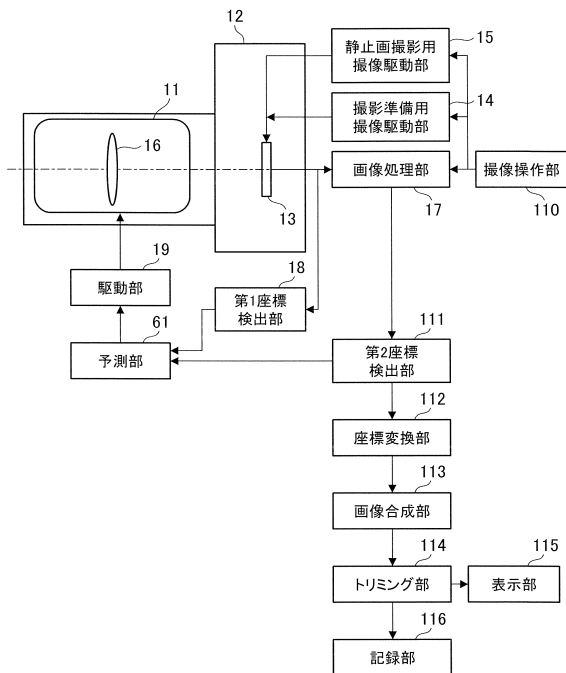 12
静止画撮影用
撮像駆動部
15
11
撮影準備用
撮像駆動部
14
16
画像処理部
撮像操作部
13
17
110
19
駆動部
18
第1座標
検出部
61
予測部
111
第2座標
検出部
112
座標変換部
113
画像合成部
114
トリミング部
115
表示部
116
記録部